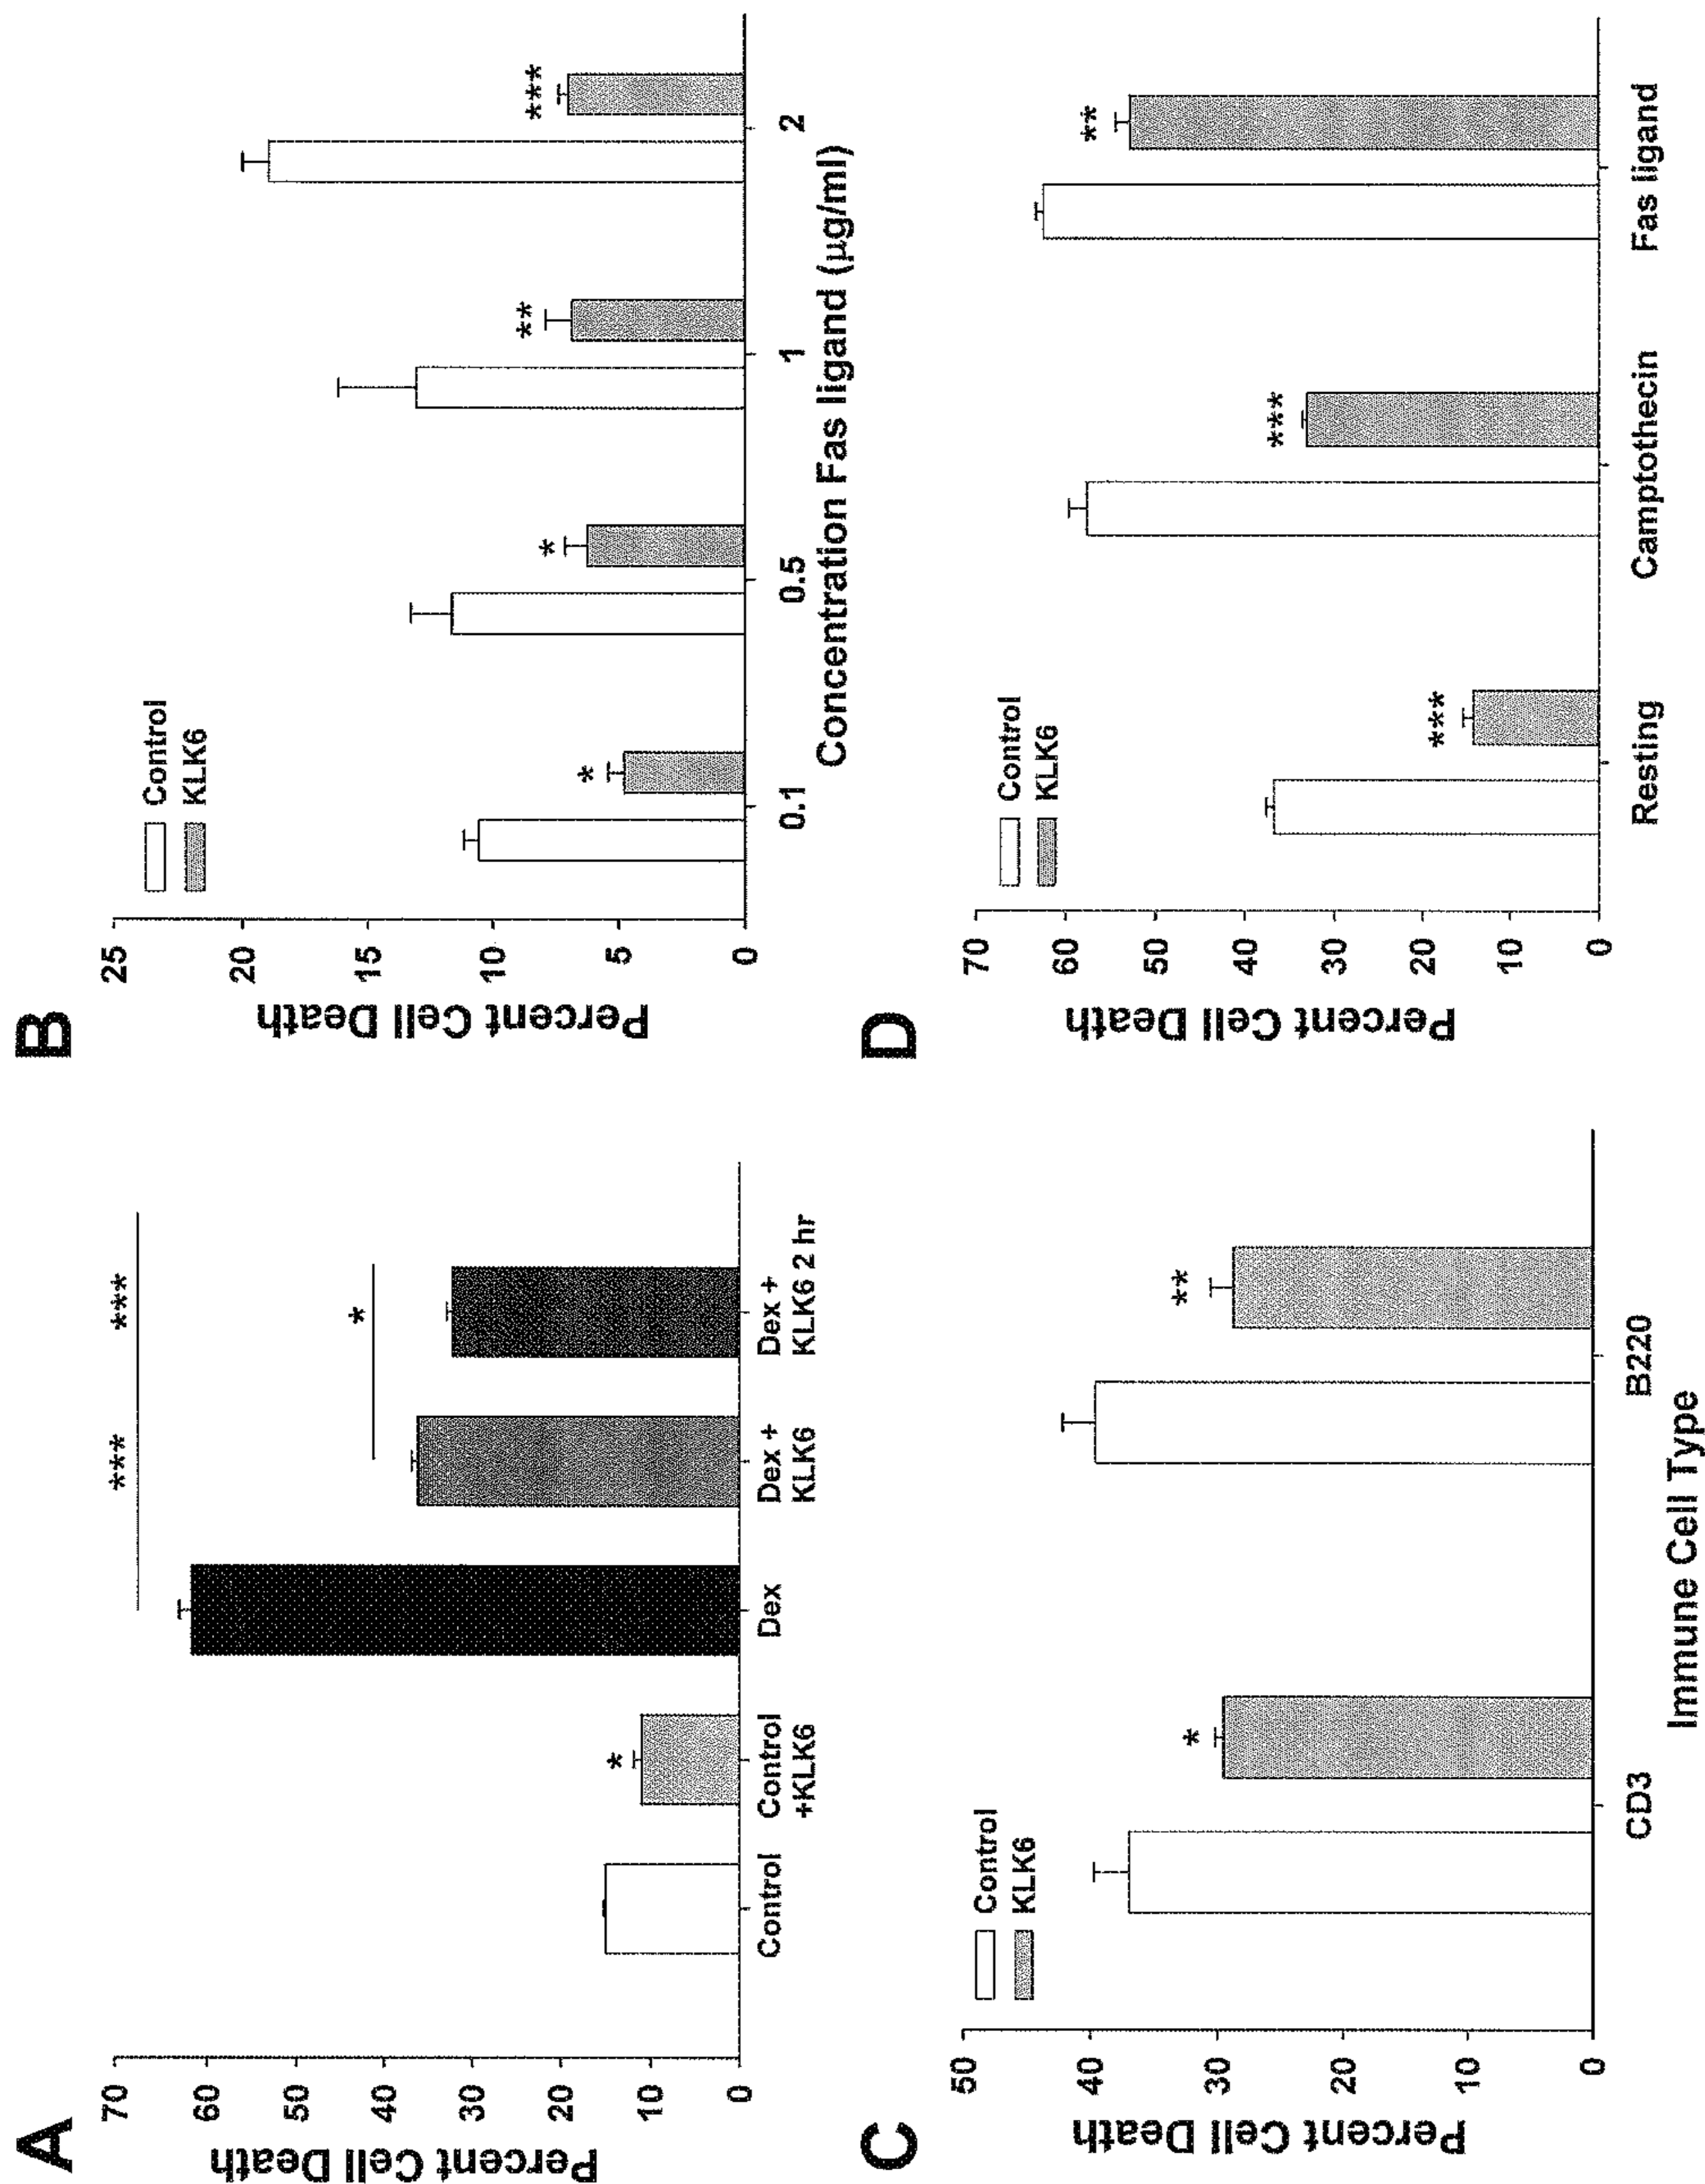 A
Percent Cell Death
70
60
50
40
30
20
10
0
***
***
*
*
Control
Control
+KLK6
Dex
Dex +
KLK6
Dex +
KLK6 2 hr
B
Percent Cell Death
25
20
15
10
5
0
Control
KLK6
*
*
**
***
0.1
0.5
1
2
Concentration Fas ligand (μg/ml)
C
Percent Cell Death
50
40
30
20
10
0
Control
KLK6
*
**
CD3
B220
Immune Cell Type
D
Percent Cell Death
70
60
50
40
30
20
10
0
Control
KLK6
***
***
**
Resting
Camptothecin
Fas ligand